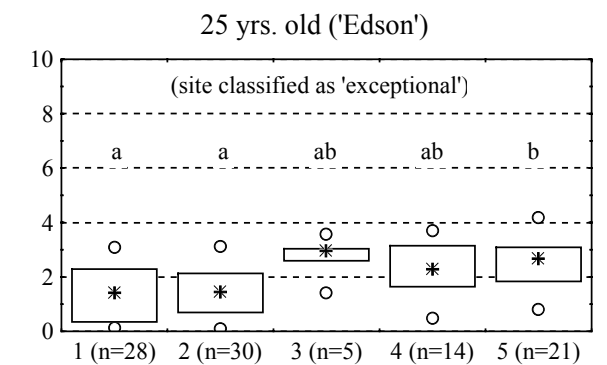 25 yrs. old ('Edson')
10
(site classified as 'exceptional')
8
a a ab ab b
6
4
2
0
1 (n=28) 2 (n=30) 3 (n=5) 4 (n=14) 5 (n=21)